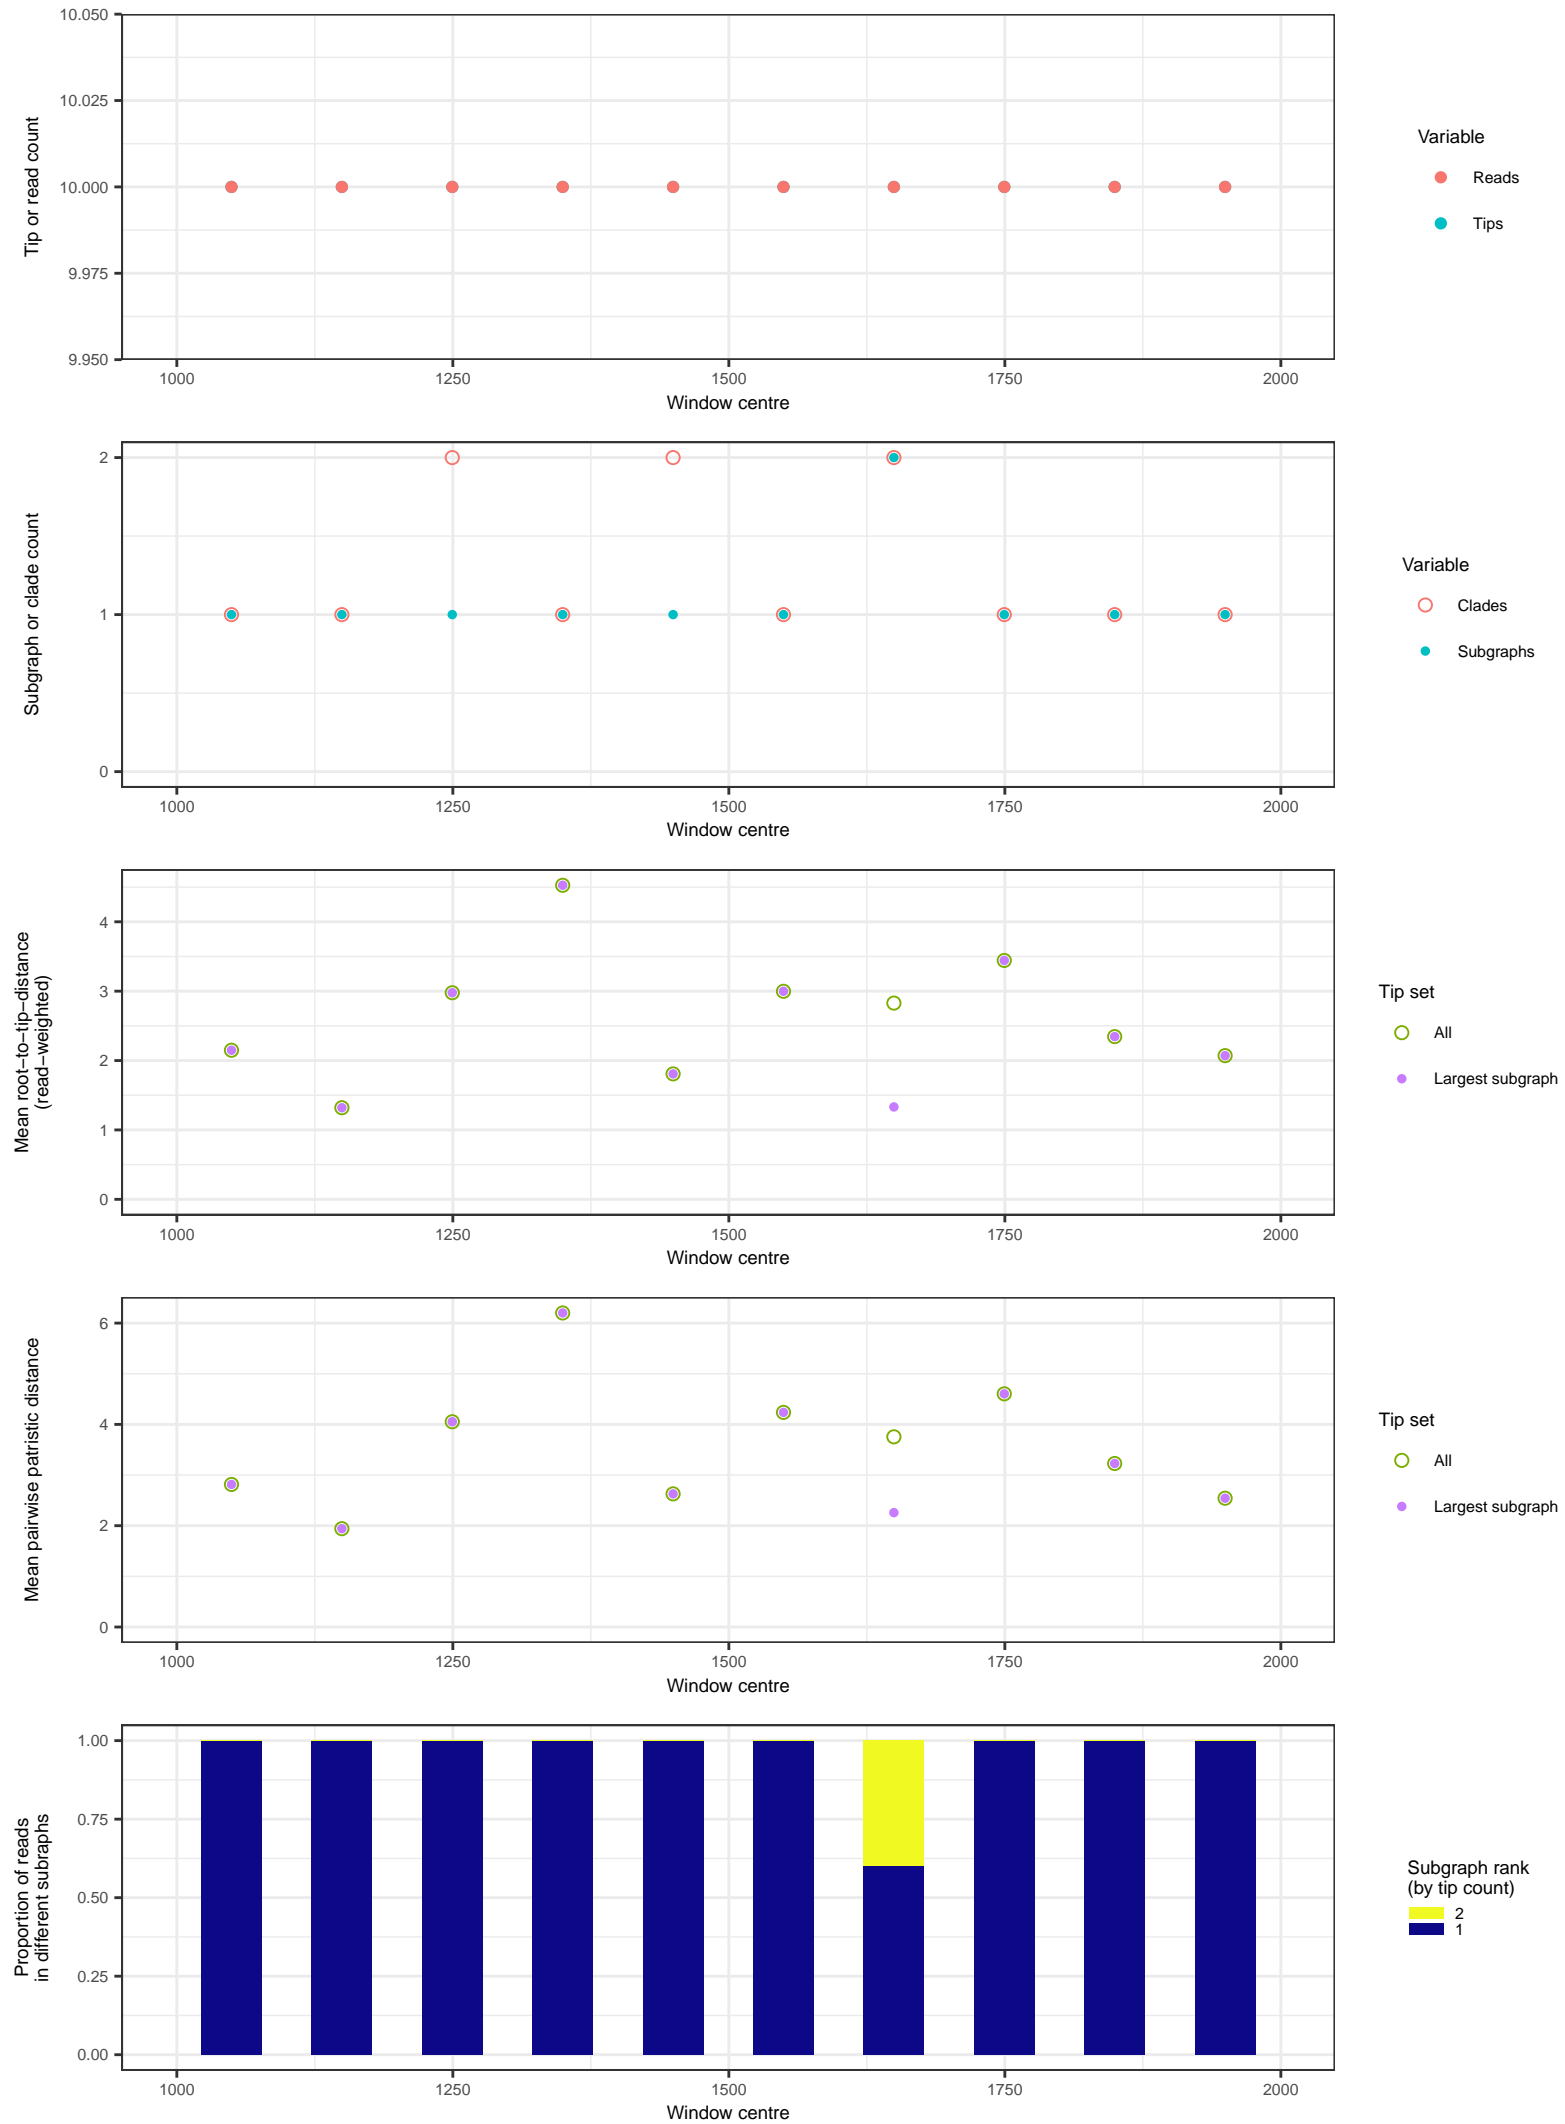 10.050
10.025
10.000
9.975
9.950
Tip or read count
1000 1250 1500 1750 2000
Window centre
Variable
Reads
Tips
2
1
0
Subgraph or clade count
1000 1250 1500 1750 2000
Window centre
Variable
Clades
Subgraphs
4
3
2
1
0
Mean root−to−tip−distance
(read−weighted)
1000 1250 1500 1750 2000
Window centre
Tip set
All
Largest subgraph
6
4
2
0
Mean pairwise patristic distance
1000 1250 1500 1750 2000
Window centre
Tip set
All
Largest subgraph
1.00
0.75
0.50
0.25
0.00
Proportion of reads
in different subraphs
1000 1250 1500 1750 2000
Window centre
Subgraph rank
(by tip count)
2
1